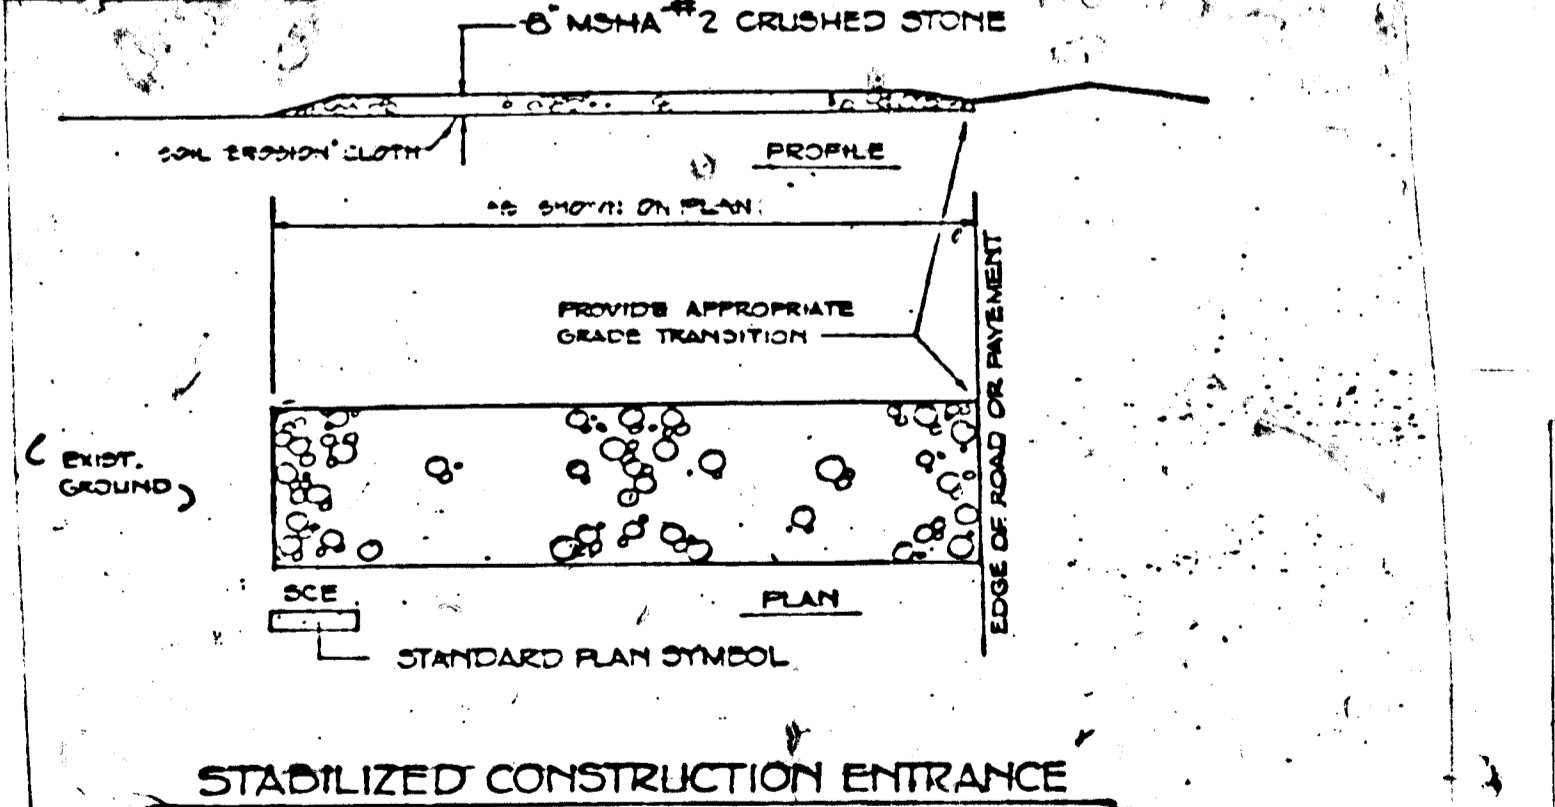 8" MSHA #2 CRUSHED STONE
SOIL EROSION CLOTH
PROFILE
AS SHOWN ON PLAN
PROVIDE APPROPRIATE
GRADE TRANSITION
EDGE OF ROAD OR PAVEMENT
EXIST.
GROUND
SCE
PLAN
STANDARD PLAN SYMBOL
STABILIZED CONSTRUCTION ENTRANCE